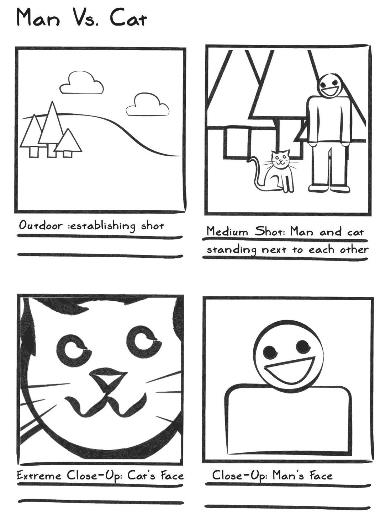 Man Vs. Cat
Outdoor :establishing shot
Medium Shot: Man and cat
standing next to each other
Extreme Close-Up: Cat's Face
Close-Up: Man's Face